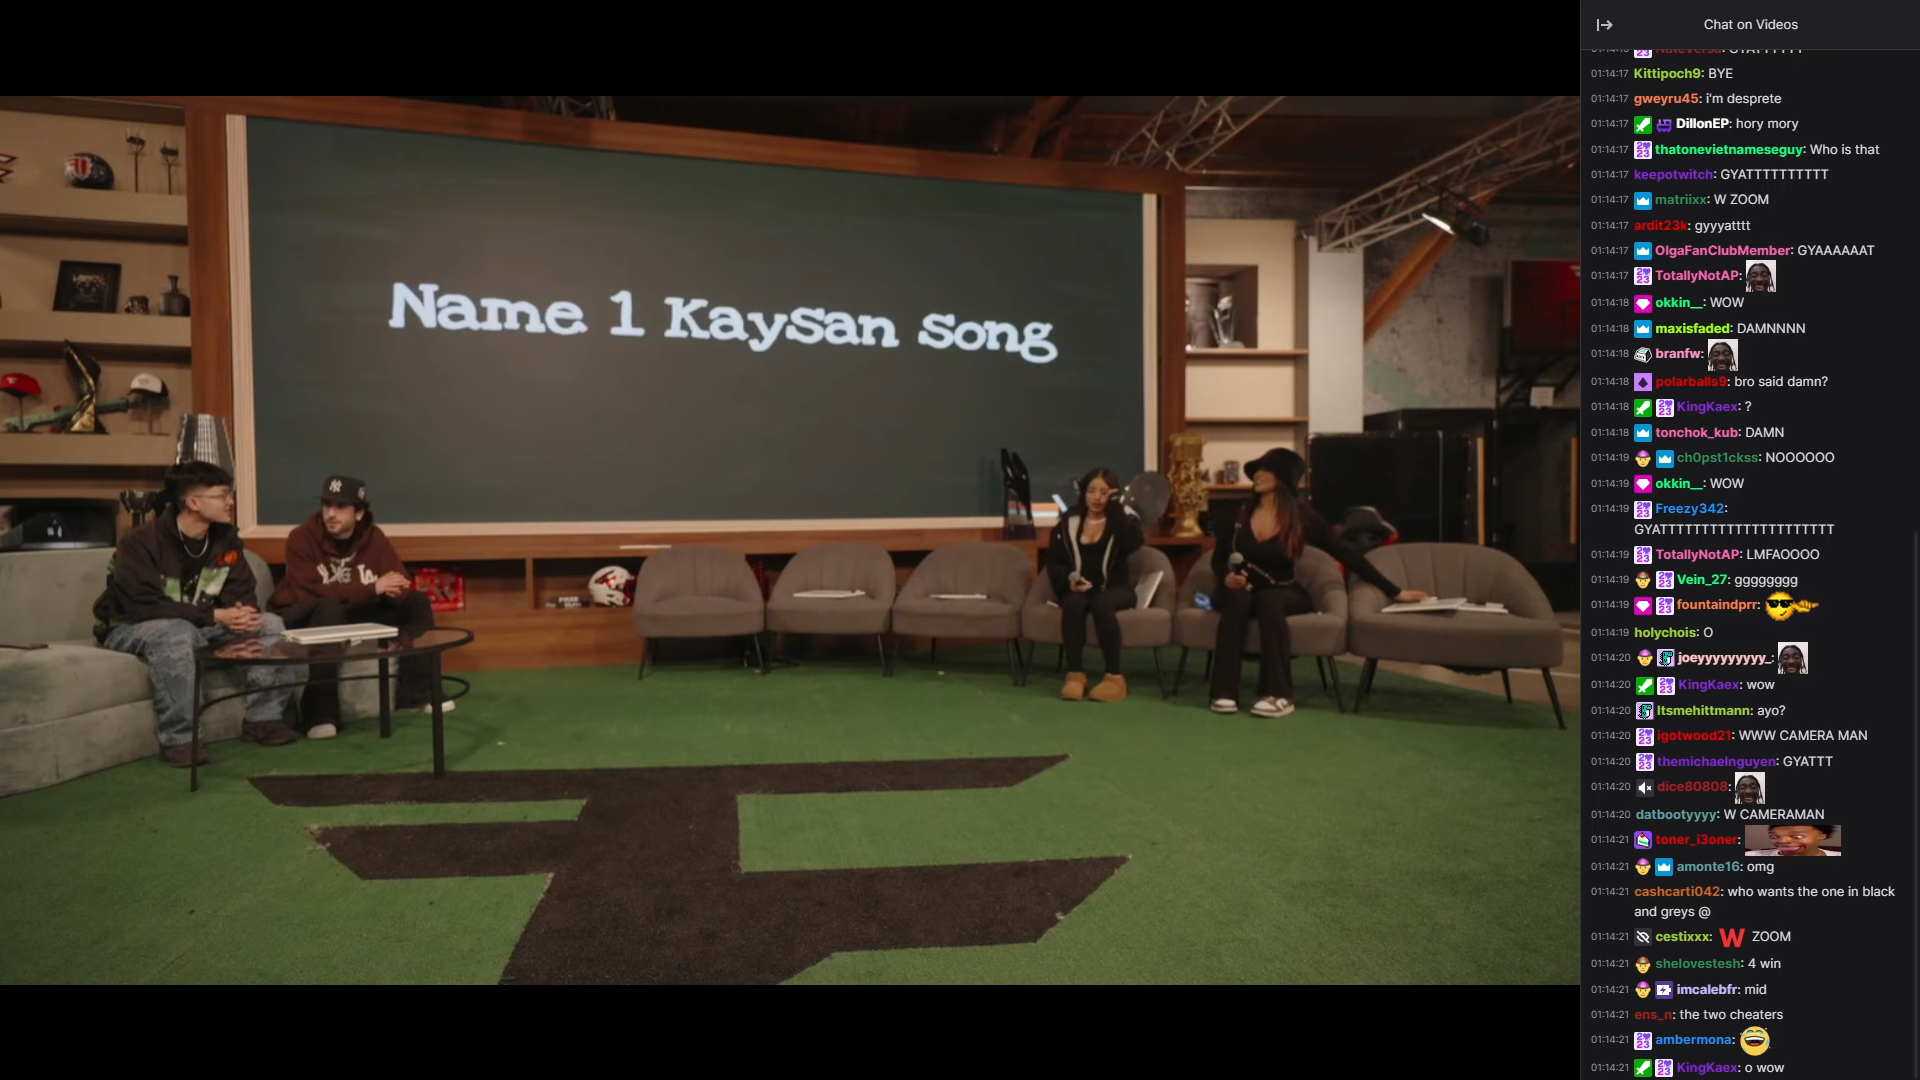 Name 1 Kaysan song
Chat on Videos
01:14:17 Kittipoch9: BYE
01:14:17 gweyru45: i'm desprete
01:14:17 DillonEP: hory mory
01:14:17 thatonevietnameseguy: Who is that
01:14:17 keepotwitch: GYATTTTTTTTTT
01:14:17 matriixx: W ZOOM
01:14:17 ardit23k: gyyyatttt
01:14:17 OlgaFanClubMember: GYAAAAAAT
01:14:17 TotallyNotAP:
01:14:18 okkin__: WOW
01:14:18 maxisfaded: DAMNNNN
01:14:18 branfw:
01:14:18 polarballs9: bro said damn?
01:14:18 KingKaex: ?
01:14:18 tonchok_kub: DAMN
01:14:19 ch0pst1ckss: NOOOOOO
01:14:19 okkin__: WOW
01:14:19 Freezy342:
GYATTTTTTTTTTTTTTTTTTTTT
01:14:19 TotallyNotAP: LMFAOOOO
01:14:19 Vein_27: gggggggg
01:14:19 fountaindprr:
01:14:19 holychois: O
01:14:20 joeyyyyyyyyy_:
01:14:20 KingKaex: wow
01:14:20 Itsmehittmann: ayo?
01:14:20 igotwood21: WWW CAMERA MAN
01:14:20 themichaelnguyen: GYATTT
01:14:20 dice80808:
01:14:20 datbootyyyy: W CAMERAMAN
01:14:21 toner_i3oner:
01:14:21 amonte16: omg
01:14:21 cashcarti042: who wants the one in black
and greys @
01:14:21 cestixxx: W ZOOM
01:14:21 shelovestesh: 4 win
01:14:21 imcalebfr: mid
01:14:21 ens_n: the two cheaters
01:14:21 ambermona:
01:14:21 KingKaex: o wow